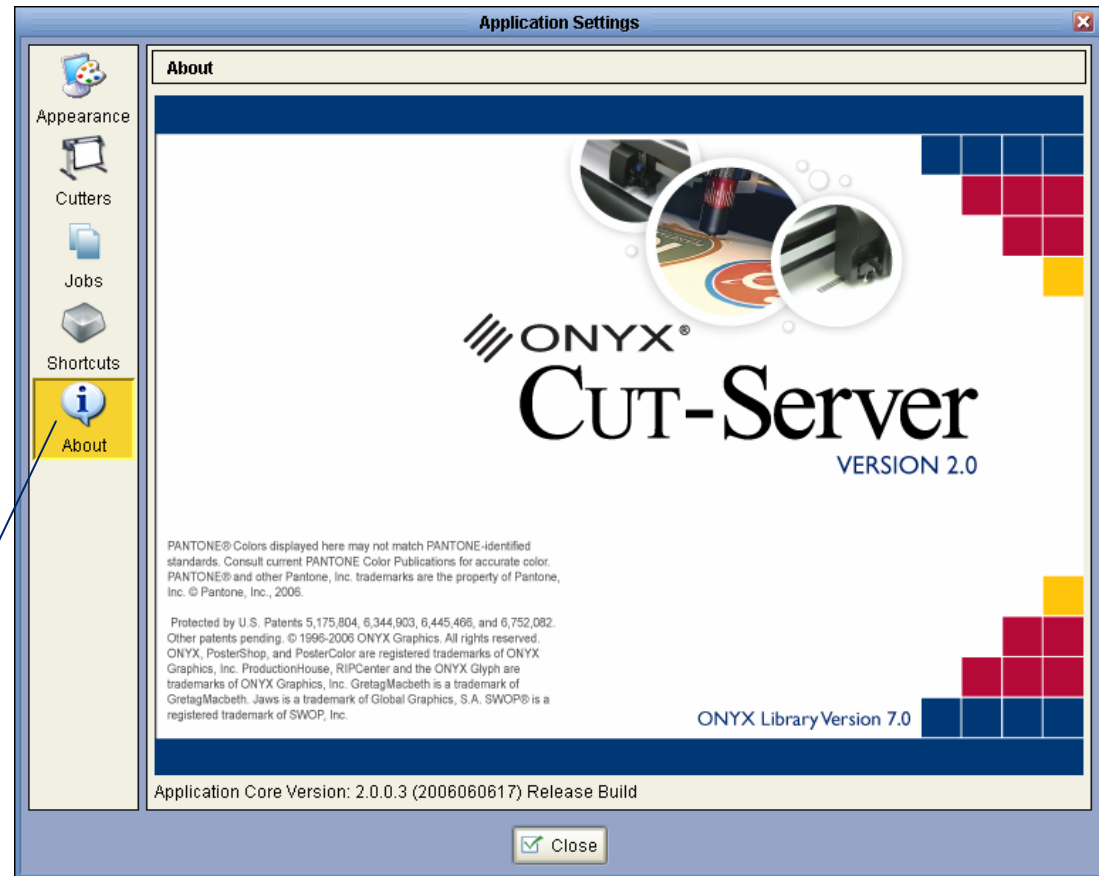 Application Settings
Appearance
Cutters
Jobs
Shortcuts
About
About
ONYX®
CUT-Server
VERSION 2.0
PANTONE® Colors displayed here may not match PANTONE-identified
standards. Consult current PANTONE Color Publications for accurate color.
PANTONE® and other Pantone, Inc. trademarks are the property of Pantone,
Inc. © Pantone, Inc., 2006.
Protected by U.S. Patents 5,175,804, 6,344,903, 6,445,466, and 6,752,082.
Other patents pending. © 1996-2006 ONYX Graphics. All rights reserved.
ONYX, PosterShop, and PosterColor are registered trademarks of ONYX
Graphics, Inc. ProductionHouse, RIPCenter and the ONYX Glyph are
trademarks of ONYX Graphics, Inc. GretagMacbeth is a trademark of
GretagMacbeth. Jaws is a trademark of Global Graphics, S.A. SWOP® is a
registered trademark of SWOP, Inc.
ONYX Library Version 7.0
Application Core Version: 2.0.0.3 (2006060617) Release Build
Close